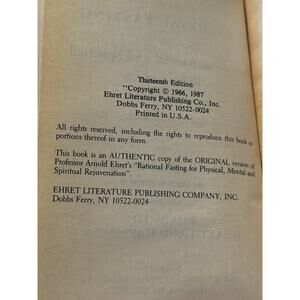 Thirteenth Edition
"Copyright © 1966, 1987
Ehret Literature Publishing Co., Inc.
Dobbs Ferry, NY 10522-0024
Printed in U.S.A.
All rights reserved, including the rights to reproduce this book or
portions thereof in any form.
This book is an AUTHENTIC copy of the ORIGINAL version of
Professor Arnold Ehret's "Rational Fasting for Physical, Mental and
Spiritual Rejuvenation".
EHRET LITERATURE PUBLISHING COMPANY, INC.
Dobbs Ferry, NY 10522-0024